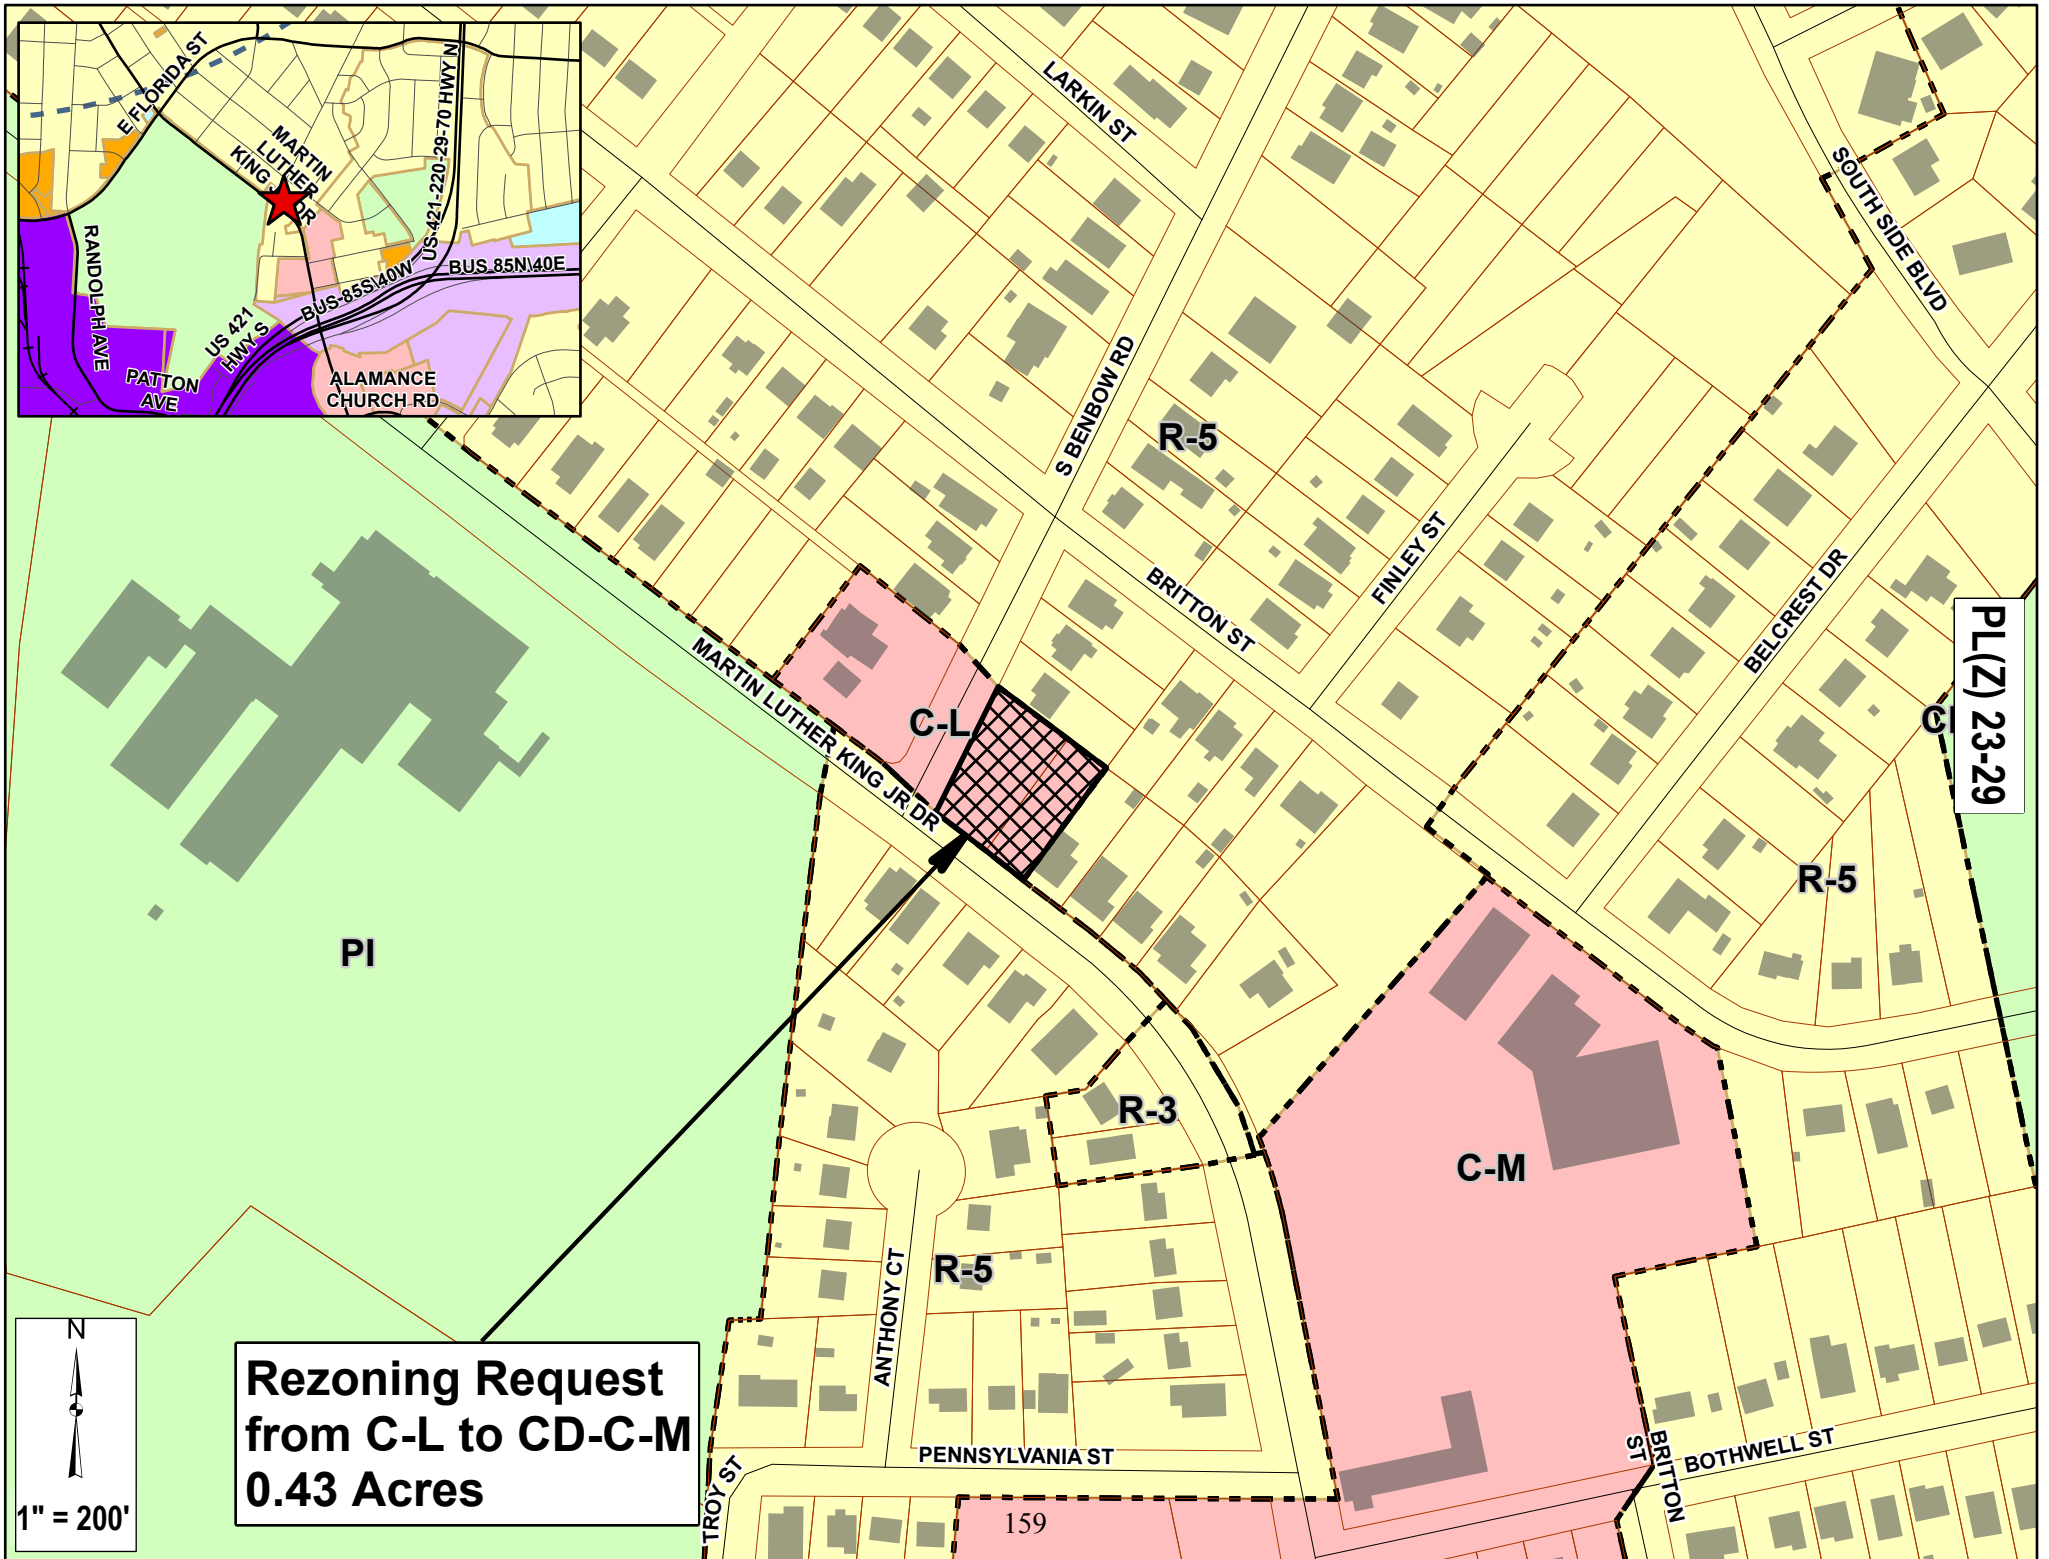 E FLORIDA ST
MARTIN
LUTHER
KING JR DR
US-421-220-29-70 HWY N
RANDOLPH AVE
BUS 85N\40E
BUS-85S\40W
US 421
HWY S
PATTON
AVE
ALAMANCE
CHURCH RD
LARKIN ST
SOUTH SIDE BLVD
S BENBOW RD
R-5
FINLEY ST
BRITTON ST
BELCREST DR
PL(Z) 23-29
MARTIN LUTHER KING JR DR
C-L
R-5
PI
R-3
C-M
R-5
ANTHONY CT
N
1" = 200'
Rezoning Request
from C-L to CD-C-M
0.43 Acres
PENNSYLVANIA ST
TROY ST
BRITTON
ST
BOTHWELL ST
159